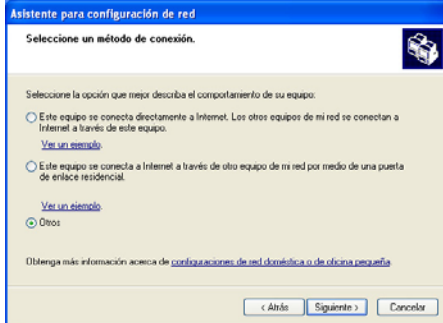 Asistente para configuración de red
Seleccione un método de conexión.
Seleccione la opción que mejor describa el comportamiento de su equipo:
Este equipo se conecta directamente a Internet. Los otros equipos de mi red se conectan a
Internet a través de este equipo.
Ver un ejemplo.
Este equipo se conecta a Internet a través de otro equipo de mi red por medio de una puerta
de enlace residencial.
Ver un ejemplo.
Otros
Obtenga más información acerca de configuraciones de red doméstica o de oficina pequeña.
< Atrás Siguiente > Cancelar